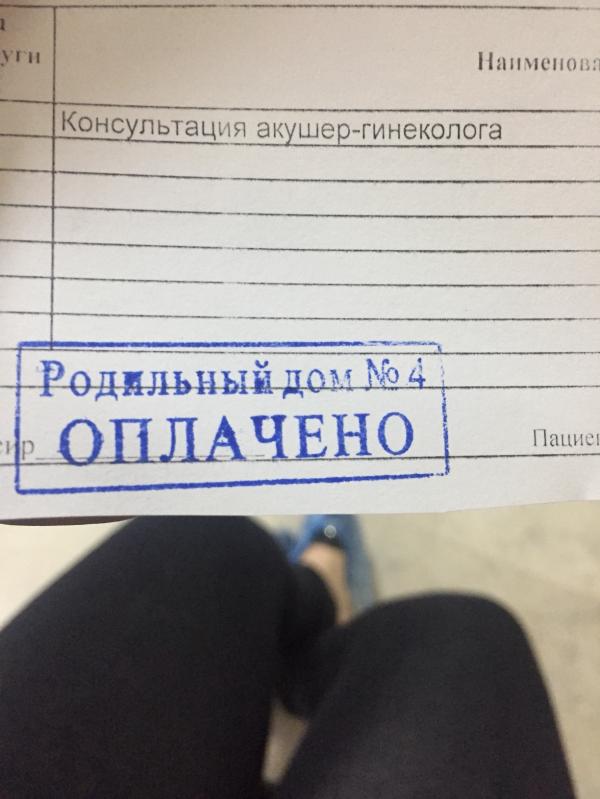 уги
Наименова
Консультация акушер-гинеколога
Родильный дом № 4
ОПЛАЧЕНО
сир
Пациен